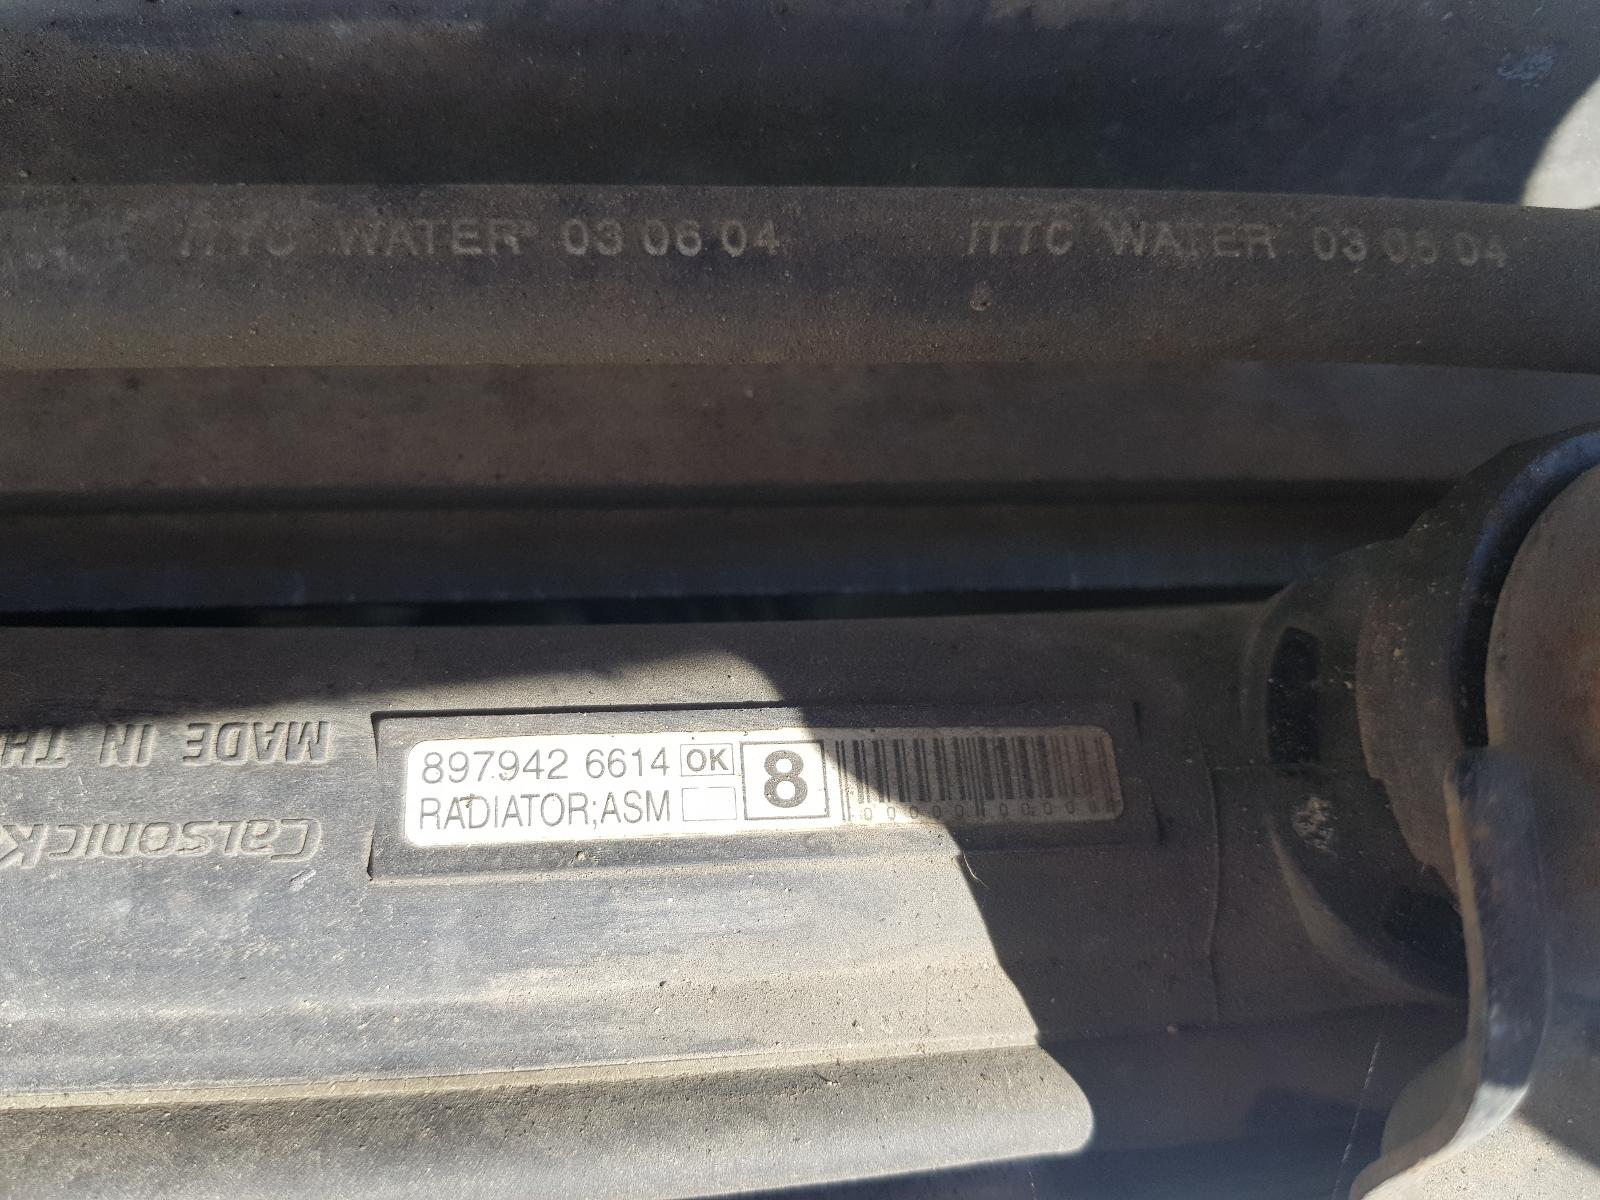 ITTC WATER 03 06 04 ITTC WATER 03 06 04
897942 6614 OK 8
RADIATOR;ASM
MADE IN
CALSONIC